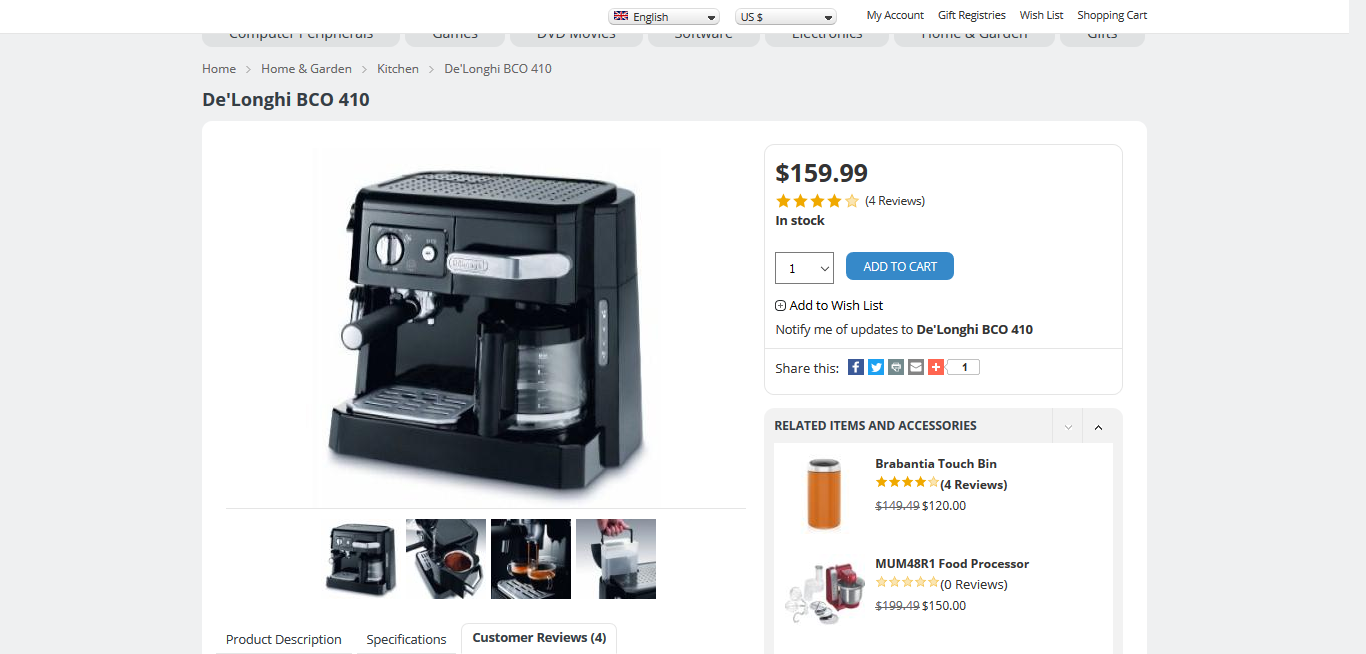 English
US $
My Account
Gift Registries
Wish List
Shopping Cart
Computer Peripherals
Games
DVD Movies
Software
Electronics
Home & Garden
Gifts
Home > Home & Garden > Kitchen > De'Longhi BCO 410
De'Longhi BCO 410
$159.99
(4 Reviews)
In stock
1
ADD TO CART
Add to Wish List
Notify me of updates to De'Longhi BCO 410
Share this:
1
RELATED ITEMS AND ACCESSORIES
Brabantia Touch Bin
(4 Reviews)
$149.49 $120.00
MUM48R1 Food Processor
(0 Reviews)
$199.49 $150.00
DeLonghi
Product Description
Specifications
Customer Reviews (4)